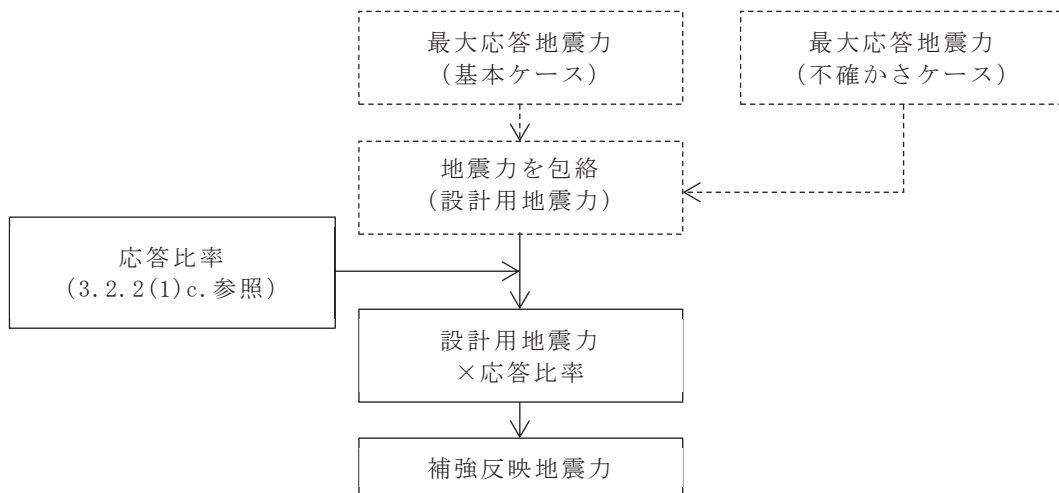 最大応答地震力
(基本ケース)
最大応答地震力
(不確かさケース)
地震力を包絡
(設計用地震力)
応答比率
(3.2.2(1)c.参照)
設計用地震力
×応答比率
補強反映地震力